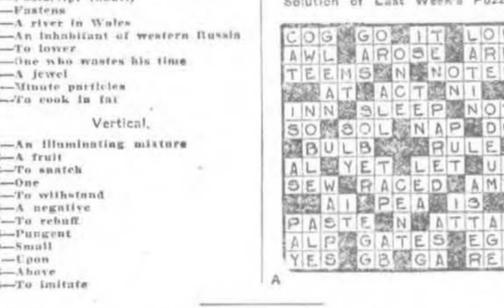 —Fastens
—A river in Wales
—An inhabitant of western Russia
—To lower
—One who wastes his time
—A jewel
—Minute particles
—To cook in fat
Vertical.
—An illuminating mixture
—A fruit
—To snatch
—One
—To withstand
—A negative
—To rebuff
—Pungent
—Small
—Upon
—Above
—To imitate
Solution of Last Week's Puzz
COG GO IT LO
AWL AROSE AR
TEEMS N NOTE
AT ACT NI
INN SLEEP NO
SO SOL NAP D
BULB RULE
AL YET LET U
SEW RACED AM
AI PEA IS
PASTE N ATTA
ALP GATES EG
YES GB GA RE
A